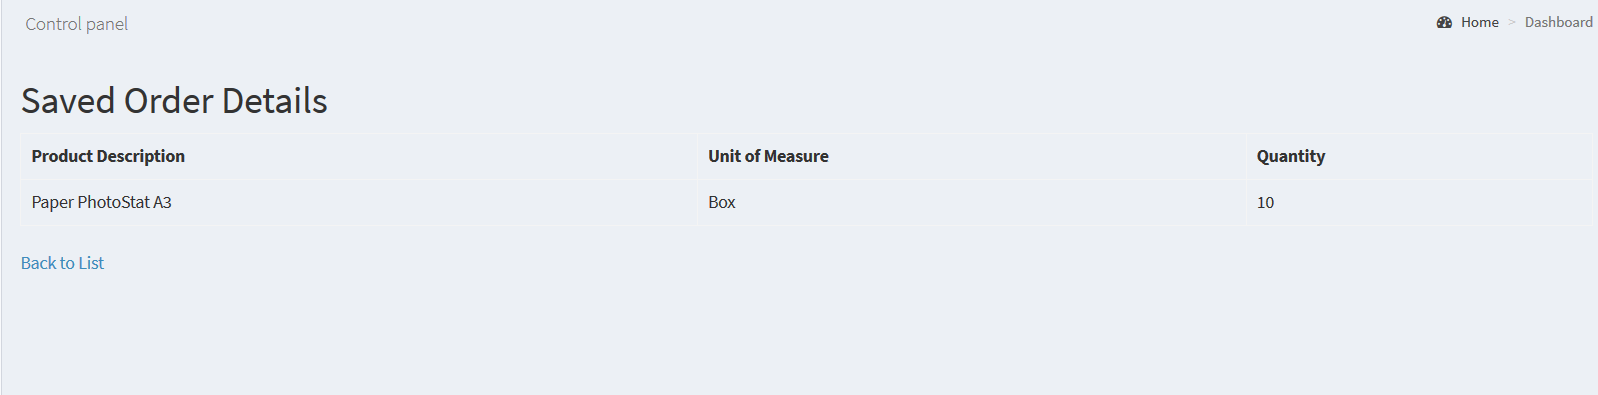 Control panel
Home > Dashboard
Saved Order Details
Product Description Unit of Measure Quantity
Paper PhotoStat A3 Box 10
Back to List